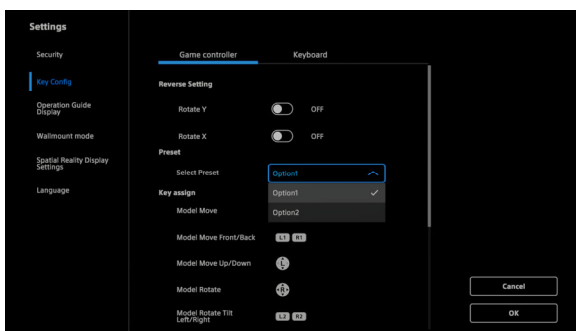 Settings
Security
Key Config
Operation Guide
Display
Wallmount mode
Spatial Reality Display
Settings
Language
Game controller
Keyboard
Reverse Setting
Rotate Y
OFF
Rotate X
OFF
Preset
Select Preset
Option1
Option1
Option2
Key assign
Model Move
Model Move Front/Back
L1 R1
Model Move Up/Down
L
Model Rotate
R
Model Rotate Tilt
Left/Right
L2 R2
Cancel
OK